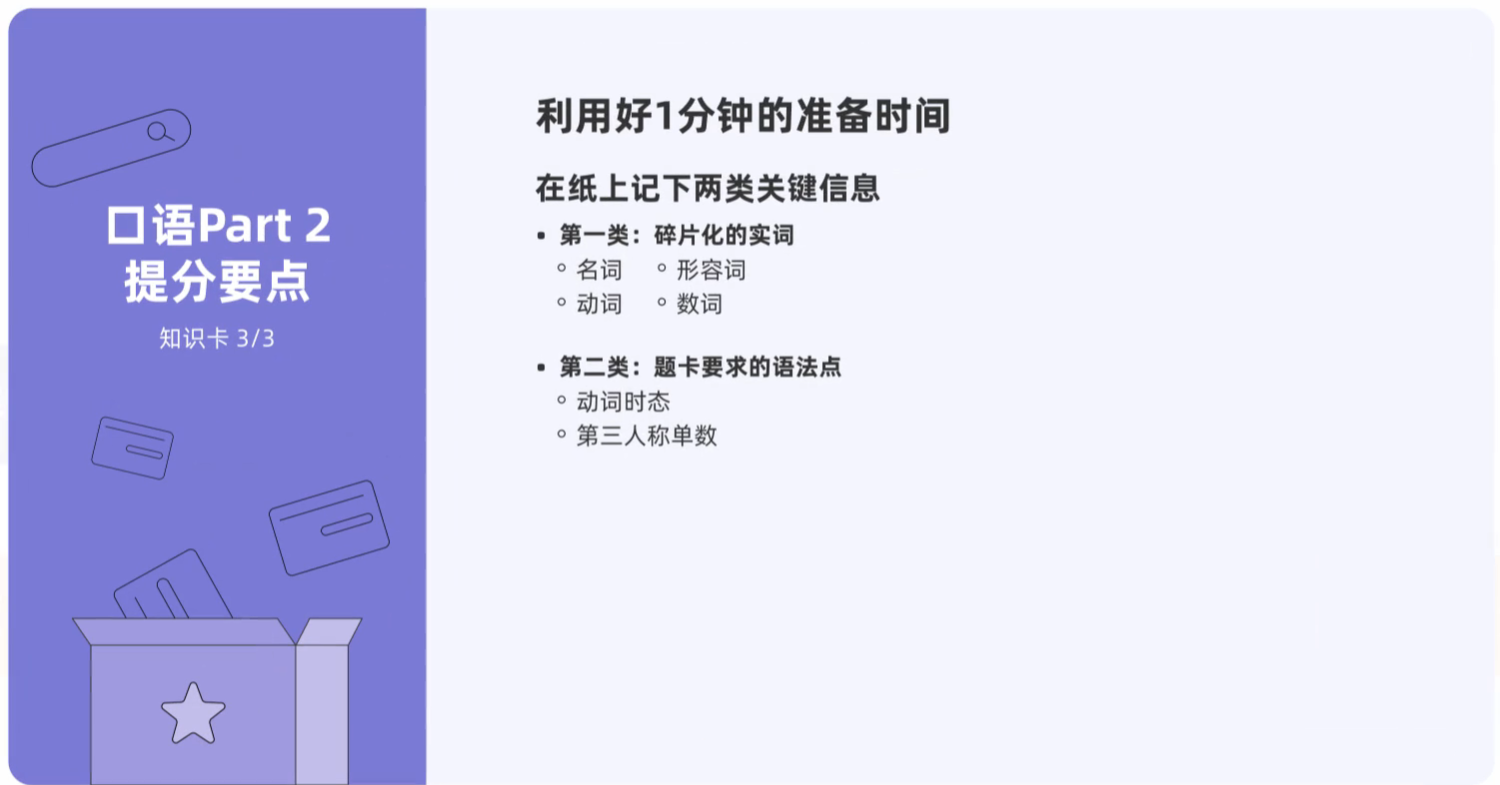 口语Part 2
提分要点
知识卡 3/3
利用好1分钟的准备时间
在纸上记下两类关键信息
• 第一类：碎片化的实词
◦ 名词 ◦ 形容词
◦ 动词 ◦ 数词
• 第二类：题卡要求的语法点
◦ 动词时态
◦ 第三人称单数